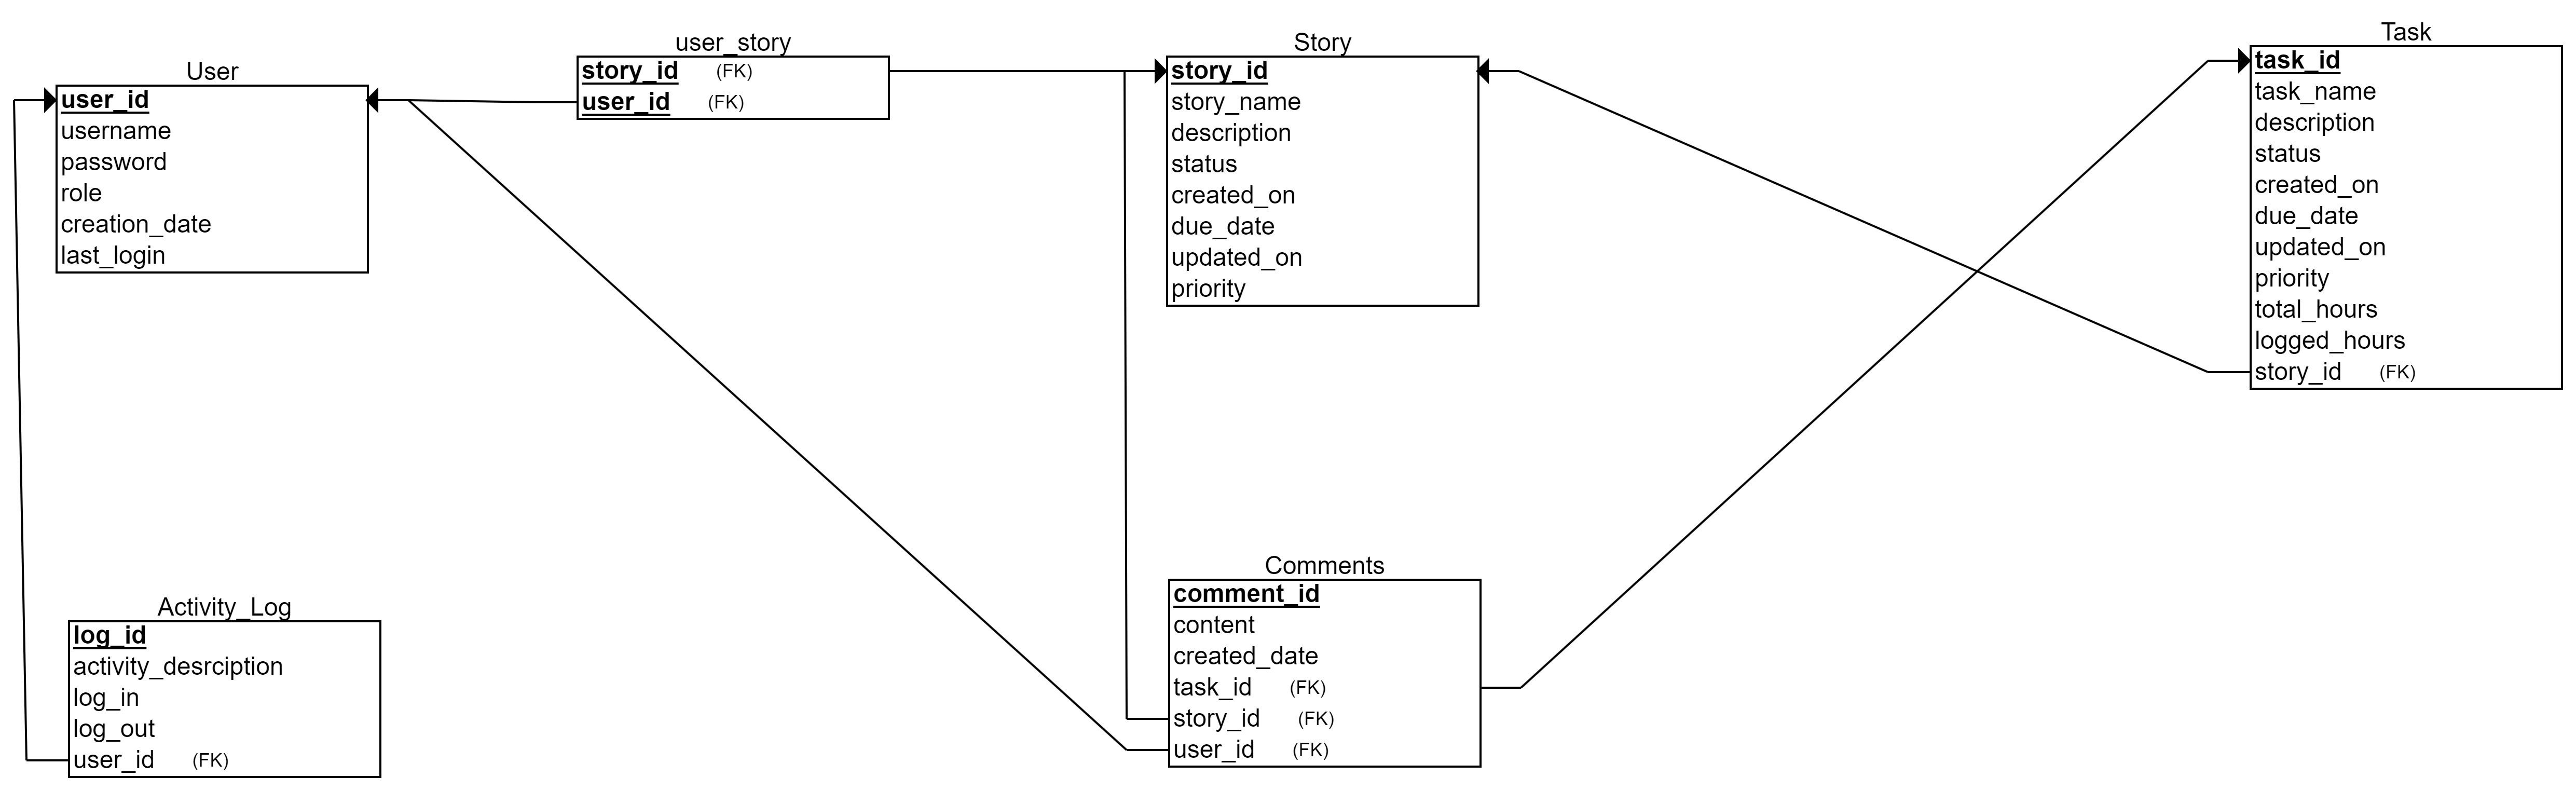 User
user_id
username
password
role
creation_date
last_login
user_story
story_id (FK)
user_id (FK)
Story
story_id
story_name
description
status
created_on
due_date
updated_on
priority
Task
task_id
task_name
description
status
created_on
due_date
updated_on
priority
total_hours
logged_hours
story_id (FK)
Activity_Log
log_id
activity_desrciption
log_in
log_out
user_id (FK)
Comments
comment_id
content
created_date
task_id (FK)
story_id (FK)
user_id (FK)